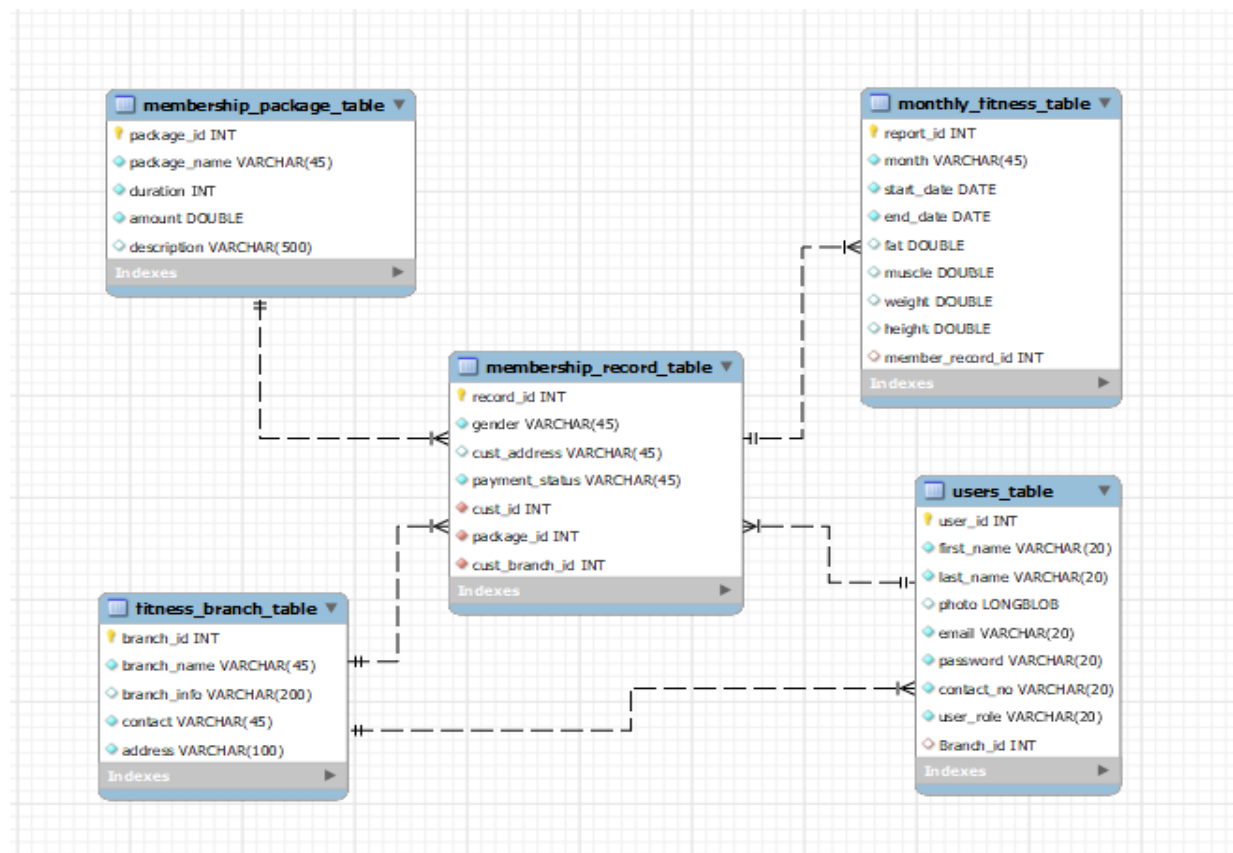 membership_package_table
package_id INT
package_name VARCHAR(45)
duration INT
amount DOUBLE
description VARCHAR(500)
Indexes
monthly_fitness_table
report_id INT
month VARCHAR(45)
start_date DATE
end_date DATE
fat DOUBLE
muscle DOUBLE
weight DOUBLE
height DOUBLE
member_record_id INT
Indexes
membership_record_table
record_id INT
gender VARCHAR(45)
cust_address VARCHAR(45)
payment_status VARCHAR(45)
cust_id INT
package_id INT
cust_branch_id INT
Indexes
users_table
user_id INT
first_name VARCHAR(20)
last_name VARCHAR(20)
photo LONGBLOB
email VARCHAR(20)
password VARCHAR(20)
contact_no VARCHAR(20)
user_role VARCHAR(20)
Branch_id INT
Indexes
fitness_branch_table
branch_id INT
branch_name VARCHAR(45)
branch_info VARCHAR(200)
contact VARCHAR(45)
address VARCHAR(100)
Indexes